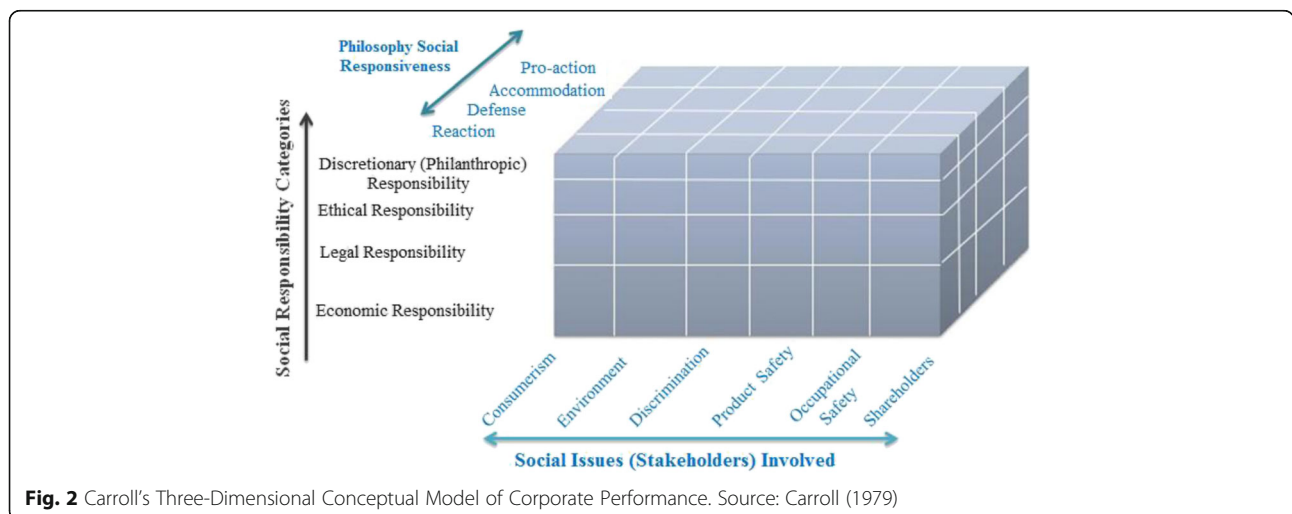 Philosophy Social
Responsiveness
Pro-action
Accommodation
Defense
Reaction
Social Responsibility Categories
Discretionary (Philanthropic)
Responsibility
Ethical Responsibility
Legal Responsibility
Economic Responsibility
Consumerism
Environment
Discrimination
Product Safety
Occupational
Safety
Shareholders
Social Issues (Stakeholders) Involved
Fig. 2 Carroll's Three-Dimensional Conceptual Model of Corporate Performance. Source: Carroll (1979)